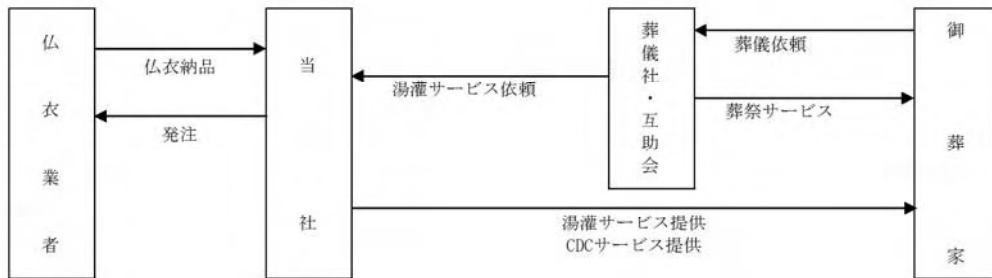 仏衣業者
仏衣納品
発注
当社
湯灌サービス依頼
葬儀社・互助会
葬儀依頼
葬祭サービス
湯灌サービス提供
CDCサービス提供
御葬家